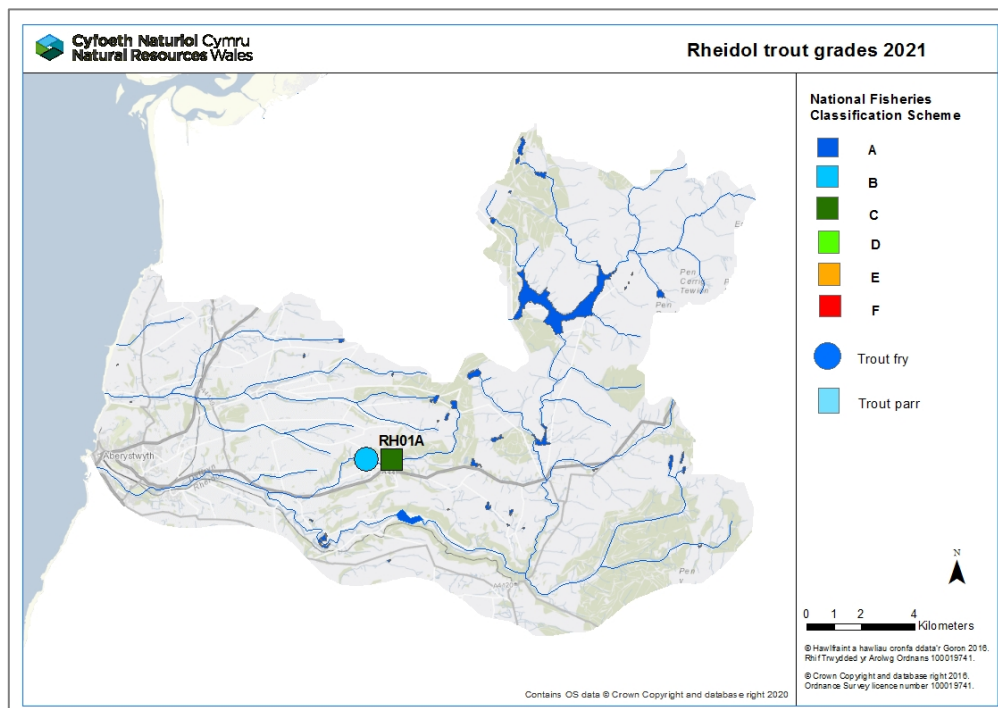 Cyfoeth Naturiol Cymru
Natural Resources Wales
Rheidol trout grades 2021
National Fisheries
Classification Scheme
A
B
C
D
E
F
Trout fry
Trout parr
Pen
Cerrig
Tewion
Pen
RH01A
Aberystwyth
Pen
N
0 1 2 4
Kilometers
© Hawlfraint a hawliau cronfa ddata'r Goron 2016.
Rhif Trwydded yr Arolwg Ordnans 100019741.
© Crown Copyright and database right 2016.
Ordnance Survey licence number 100019741.
Contains OS data © Crown Copyright and database right 2020